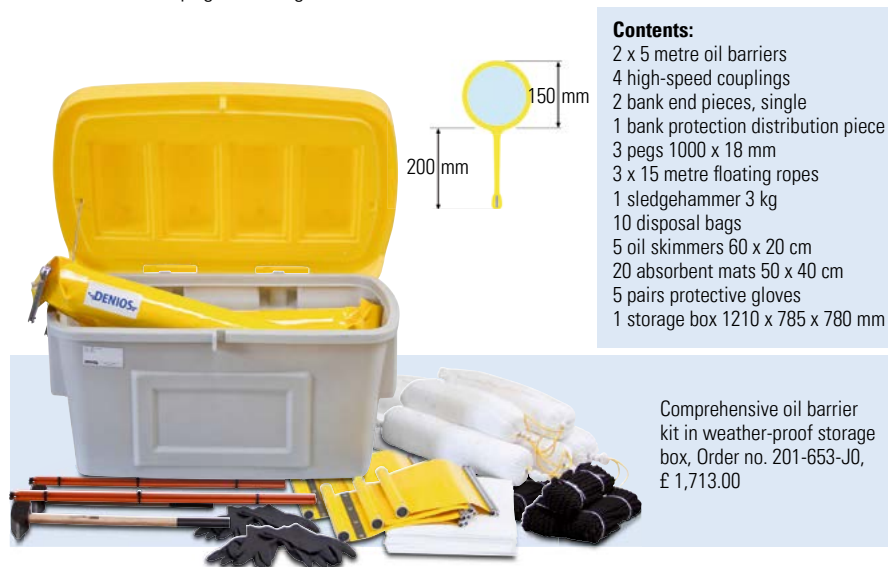 Contents:
2 x 5 metre oil barriers
4 high-speed couplings
2 bank end pieces, single
1 bank protection distribution piece
3 pegs 1000 x 18 mm
3 x 15 metre floating ropes
1 sledgehammer 3 kg
10 disposal bags
5 oil skimmers 60 x 20 cm
20 absorbent mats 50 x 40 cm
5 pairs protective gloves
1 storage box 1210 x 785 x 780 mm
150 mm
200 mm
DENIOS
Comprehensive oil barrier
kit in weather-proof storage
box, Order no. 201-653-J0,
£ 1,713.00